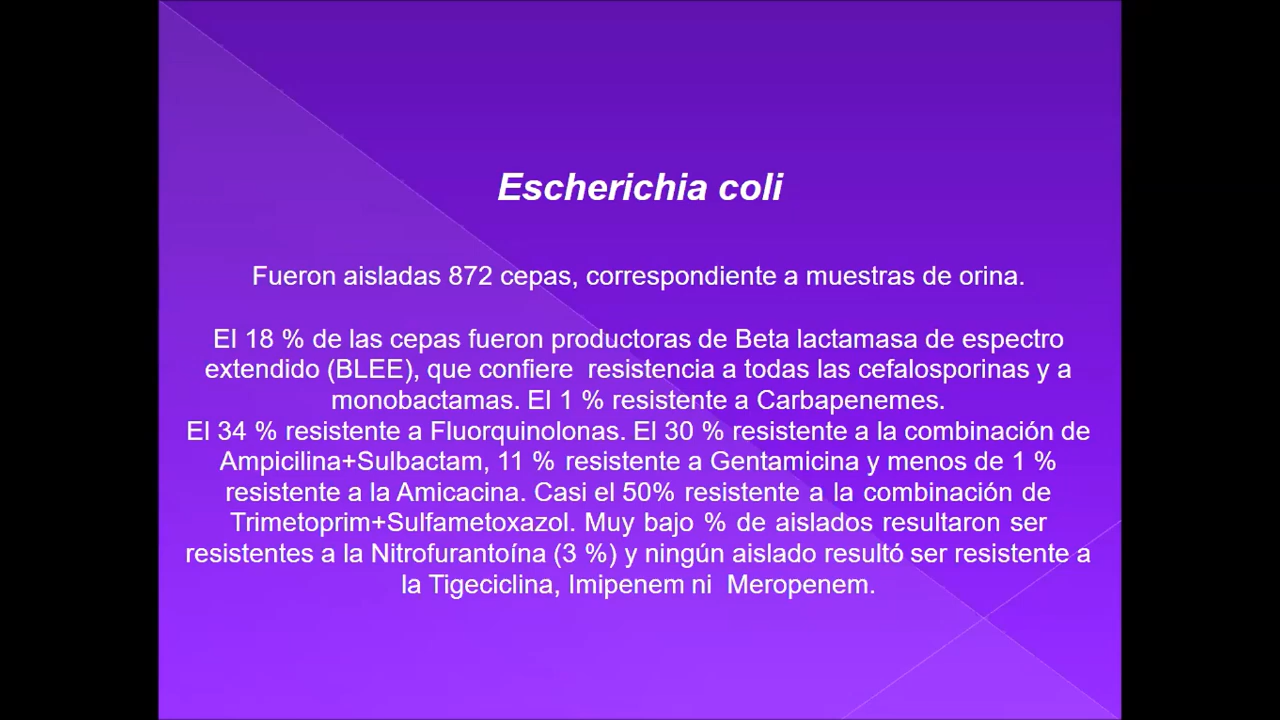 Escherichia coli
Fueron aisladas 872 cepas, correspondiente a muestras de orina.
El 18 % de las cepas fueron productoras de Beta lactamasa de espectro
extendido (BLEE), que confiere  resistencia a todas las cefalosporinas y a
monobactamas. El 1 % resistente a Carbapenemes.
El 34 % resistente a Fluorquinolonas. El 30 % resistente a la combinación de
Ampicilina+Sulbactam, 11 % resistente a Gentamicina y menos de 1 %
resistente a la Amicacina. Casi el 50% resistente a la combinación de
Trimetoprim+Sulfametoxazol. Muy bajo % de aislados resultaron ser
resistentes a la Nitrofurantoína (3 %) y ningún aislado resultó ser resistente a
la Tigeciclina, Imipenem ni  Meropenem.